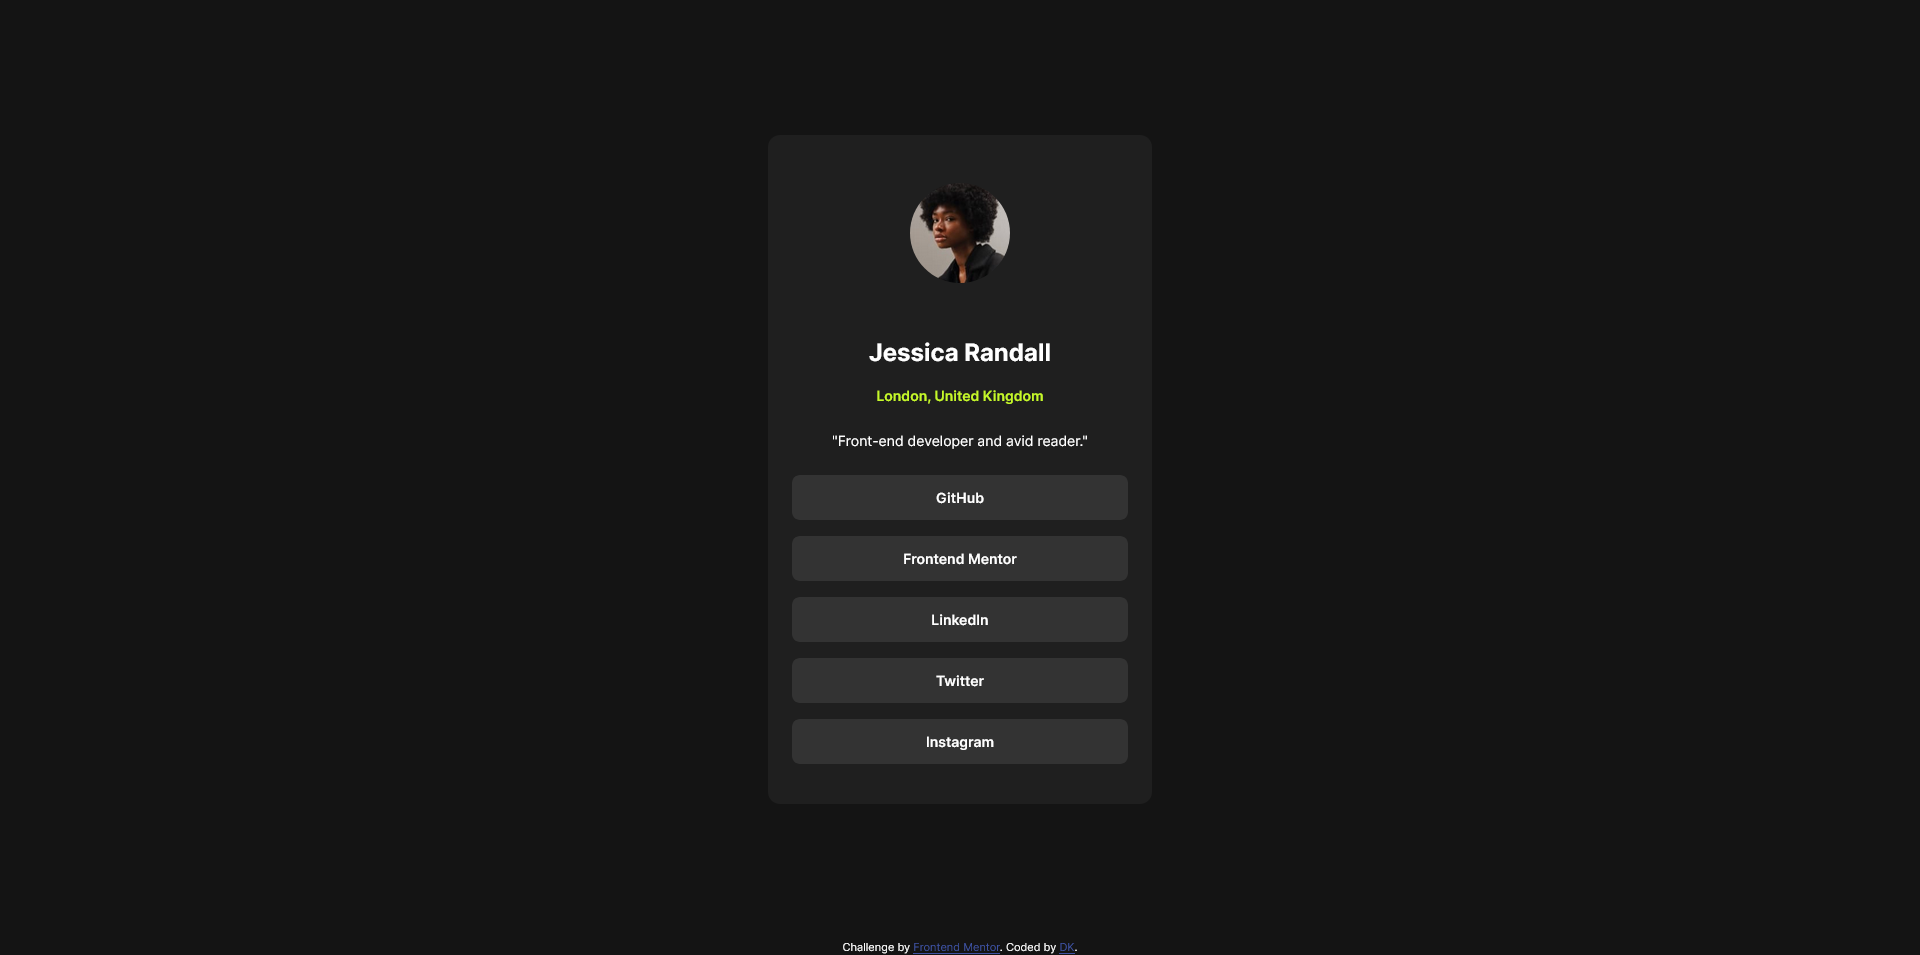 Jessica Randall
London, United Kingdom
"Front-end developer and avid reader."
GitHub
Frontend Mentor
LinkedIn
Twitter
Instagram
Challenge by Frontend Mentor. Coded by DK.